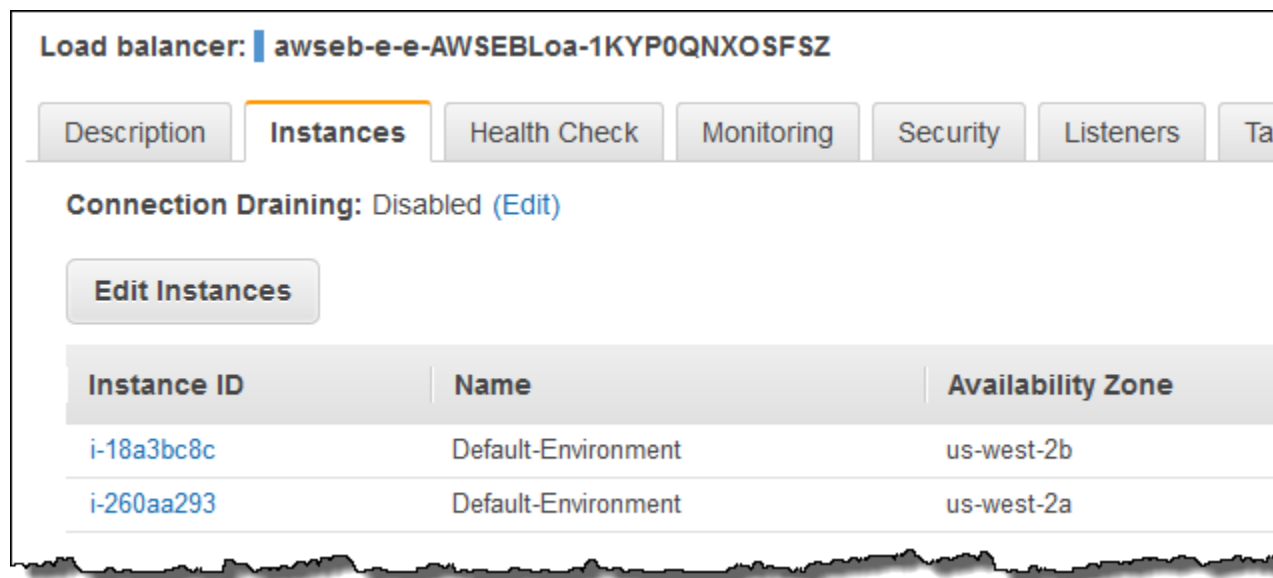 Load balancer: awseb-e-e-AWSEBLoa-1KYP0QNXOSFSZ
Description Instances Health Check Monitoring Security Listeners Ta
Connection Draining: Disabled (Edit)
Edit Instances
Instance ID Name Availability Zone
i-18a3bc8c Default-Environment us-west-2b
i-260aa293 Default-Environment us-west-2a